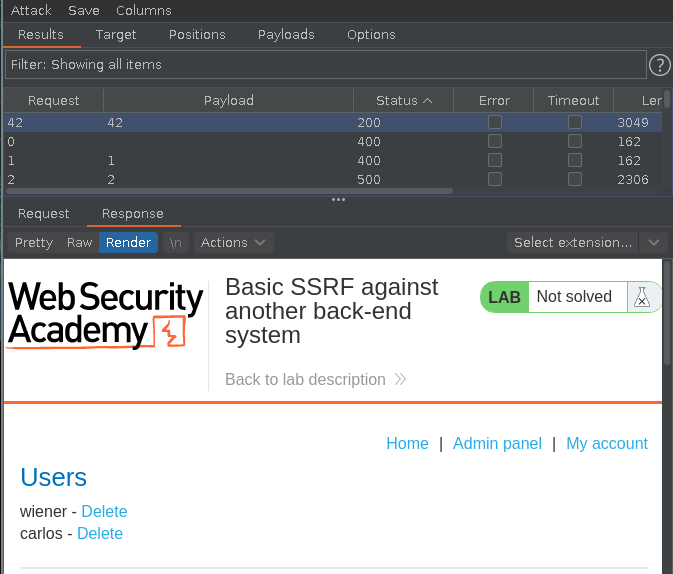 Attack Save Columns
Results Target Positions Payloads Options
Filter: Showing all items ?
Request Payload Status Error Timeout Len
42 42 200 3049
0 400 162
1 1 400 162
2 2 500 2306
Request Response
Pretty Raw Render \n Actions Select extension...
Web Security
Academy
Basic SSRF against
another back-end
system
LAB Not solved
Back to lab description
Home | Admin panel | My account
Users
wiener - Delete
carlos - Delete